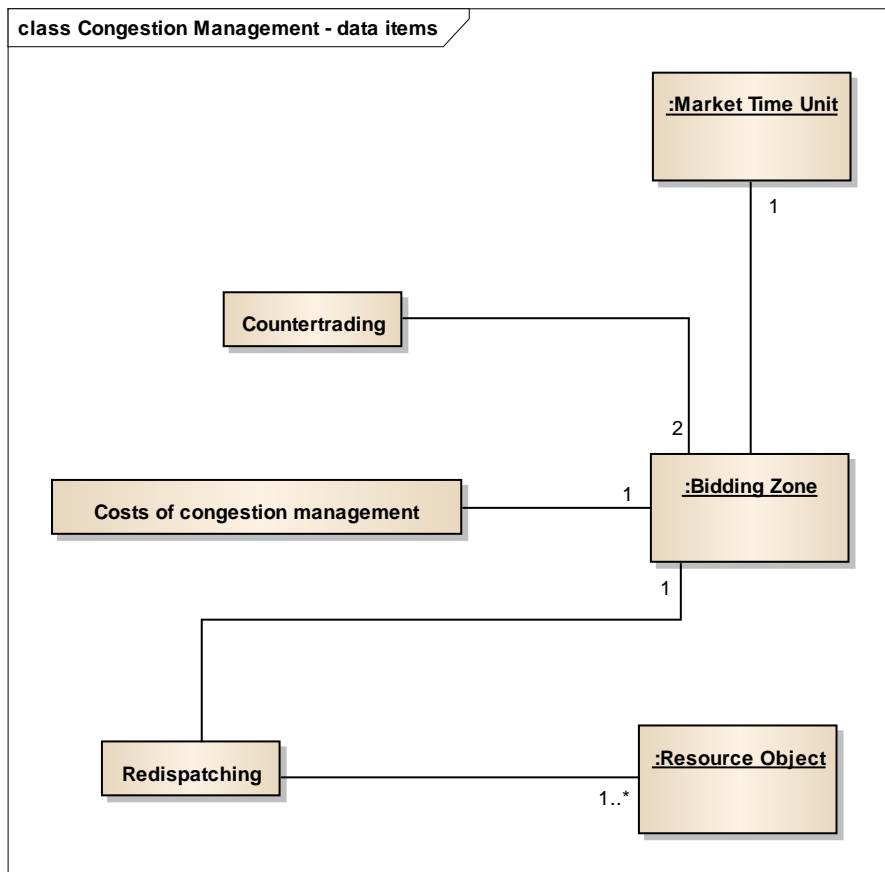 class Congestion Management - data items
:Market Time Unit
1
Countertrading
2
:Bidding Zone
1
Costs of congestion management
1
Redispatching
:Resource Object
1..*